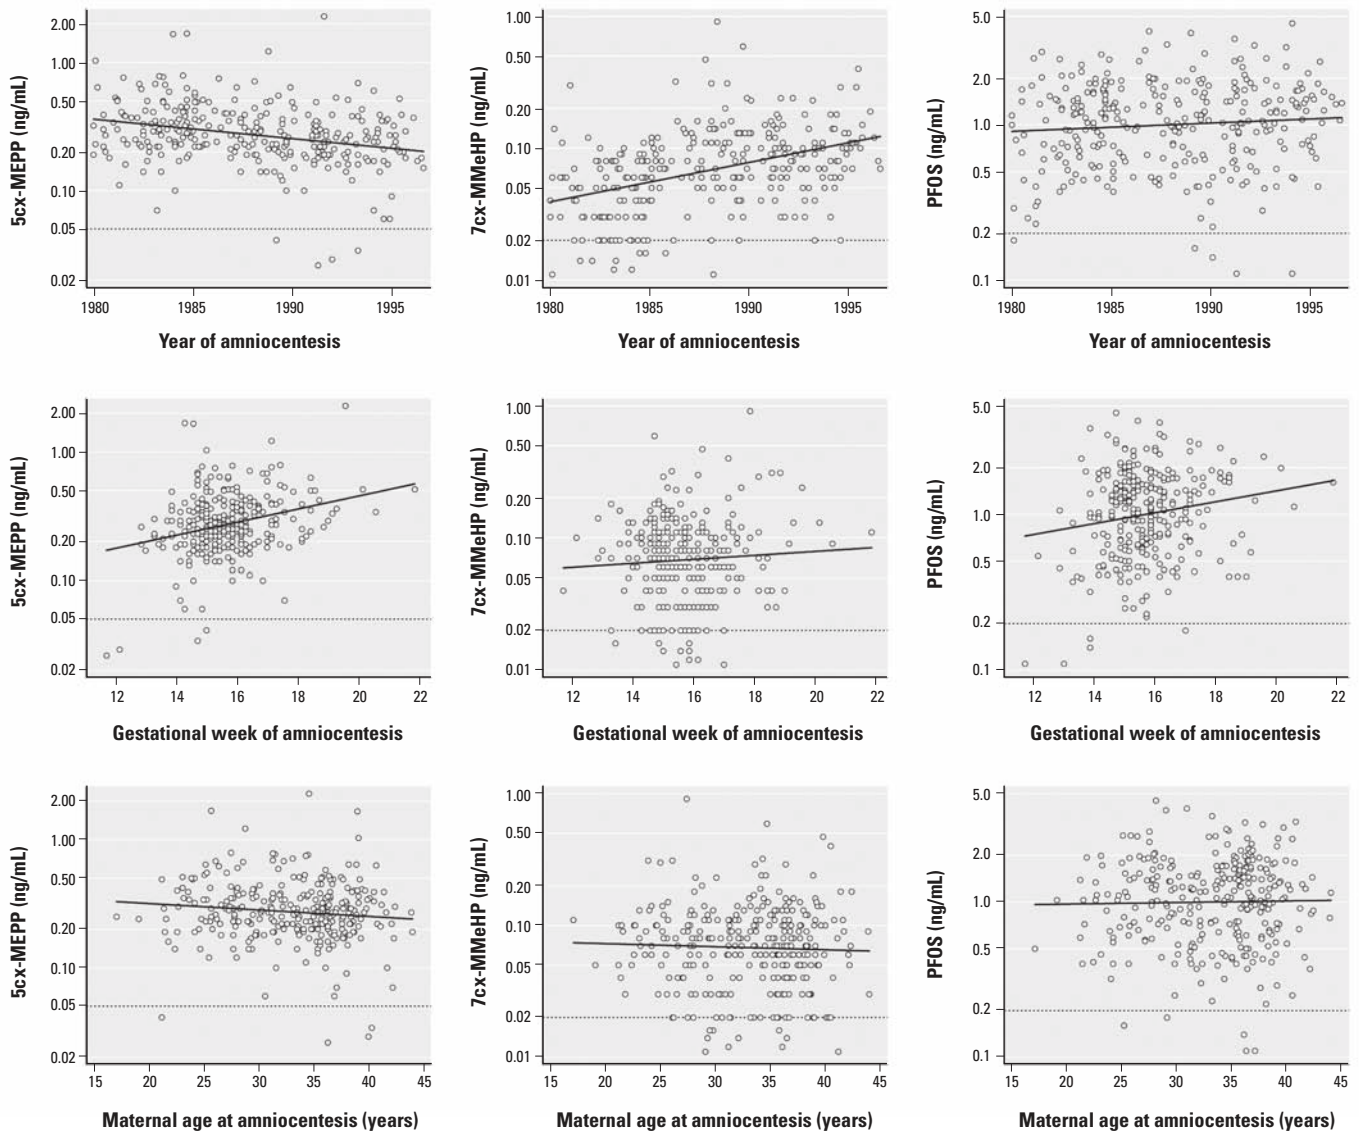 5cx-MEPP (ng/mL)
2.00
1.00
0.50
0.20
0.10
0.05
0.02
1980 1985 1990 1995
Year of amniocentesis
7cx-MMeHP (ng/mL)
1.00
0.50
0.20
0.10
0.05
0.02
0.01
1980 1985 1990 1995
Year of amniocentesis
PFOS (ng/mL)
5.0
2.0
1.0
0.5
0.2
0.1
1980 1985 1990 1995
Year of amniocentesis
5cx-MEPP (ng/mL)
2.00
1.00
0.50
0.20
0.10
0.05
0.02
12 14 16 18 20 22
Gestational week of amniocentesis
7cx-MMeHP (ng/mL)
1.00
0.50
0.20
0.10
0.05
0.02
0.01
12 14 16 18 20 22
Gestational week of amniocentesis
PFOS (ng/mL)
5.0
2.0
1.0
0.5
0.2
0.1
12 14 16 18 20 22
Gestational week of amniocentesis
5cx-MEPP (ng/mL)
2.00
1.00
0.50
0.20
0.10
0.05
0.02
15 20 25 30 35 40 45
Maternal age at amniocentesis (years)
7cx-MMeHP (ng/mL)
1.00
0.50
0.20
0.10
0.05
0.02
0.01
15 20 25 30 35 40 45
Maternal age at amniocentesis (years)
PFOS (ng/mL)
5.0
2.0
1.0
0.5
0.2
0.1
15 20 25 30 35 40 45
Maternal age at amniocentesis (years)